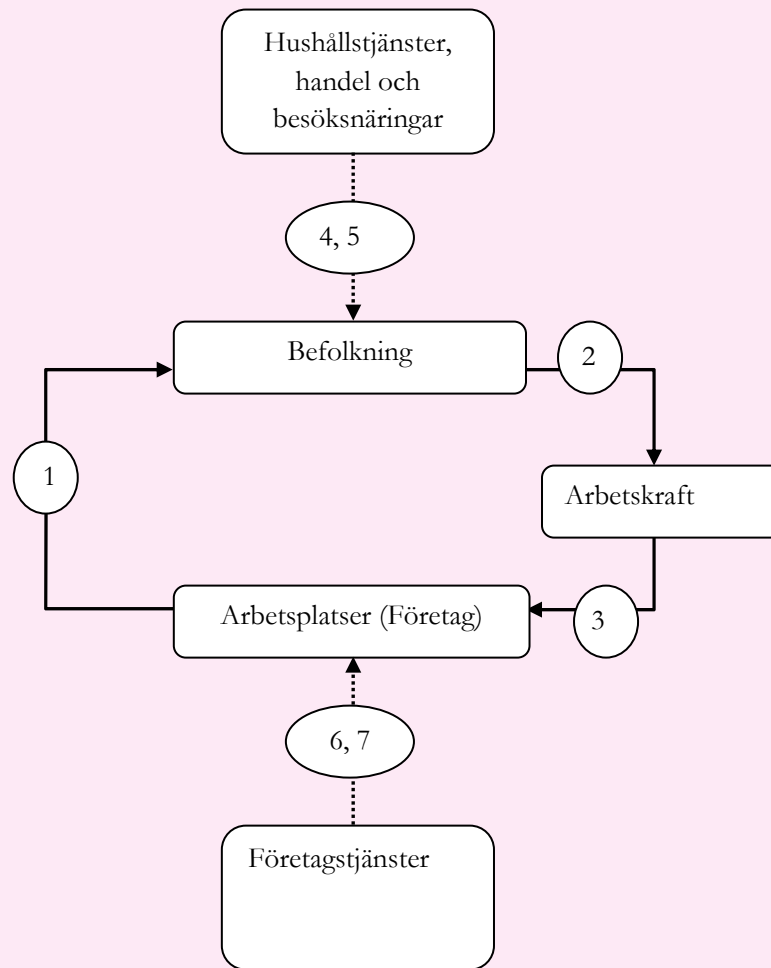 Hushållstjänster,
handel och
besöksnäringar
4, 5
Befolkning
2
1
Arbetskraft
Arbetsplatser (Företag)
3
6, 7
Företagstjänster